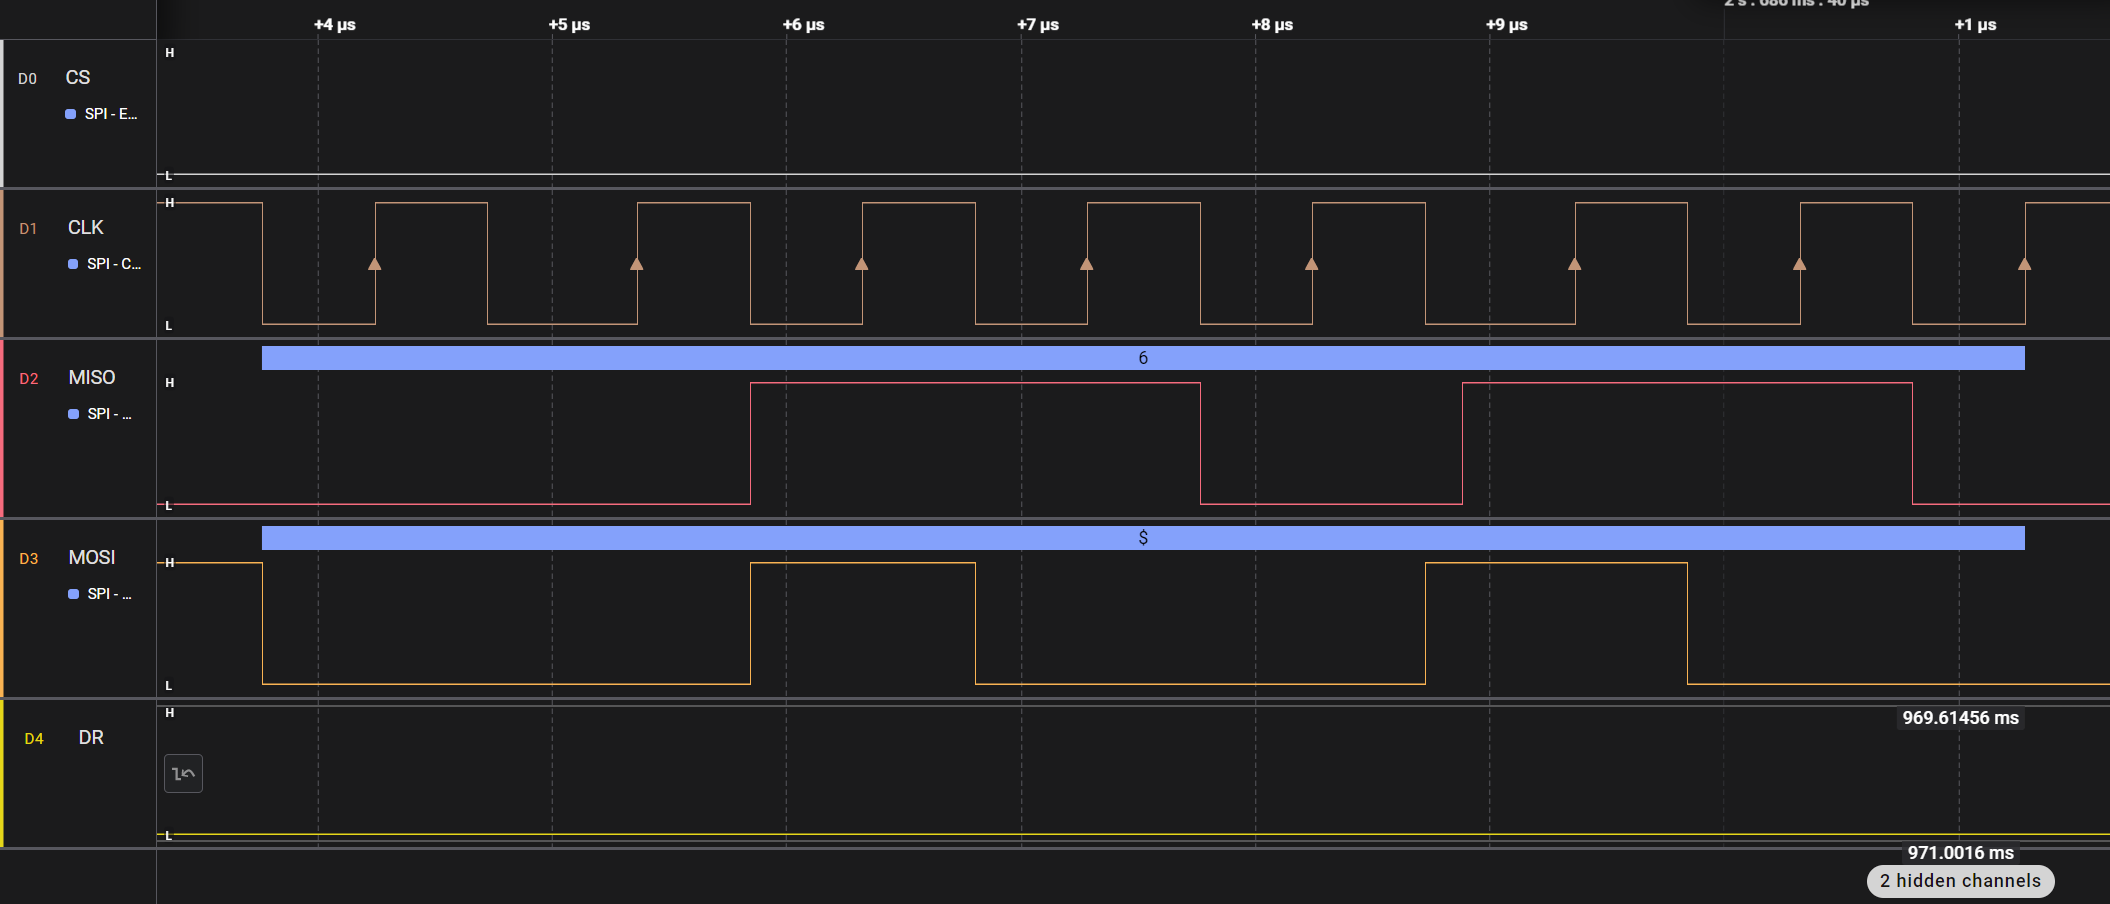 2 s : 686 ms : 40 µs
+4 µs +5 µs +6 µs +7 µs +8 µs +9 µs +1 µs
D0 CS
SPI - E...
H
L
D1 CLK
SPI - C...
H
L
6
D2 MISO
SPI - ...
H
L
$
D3 MOSI
SPI - ...
H
L
D4 DR
H
L
969.61456 ms
971.0016 ms
2 hidden channels